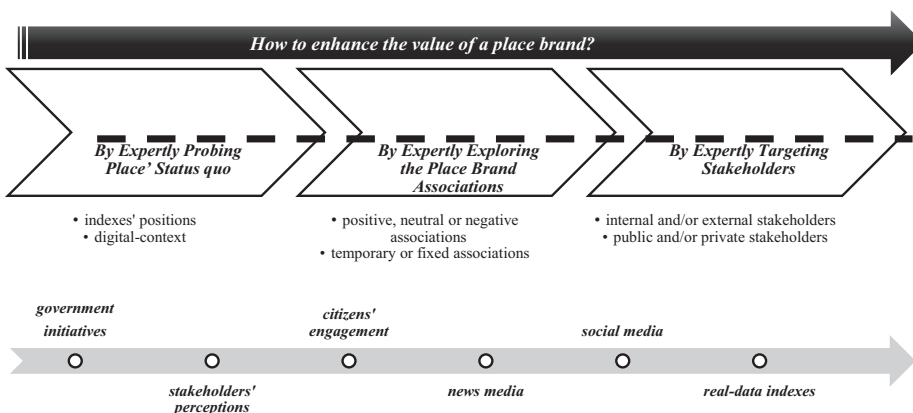 How to enhance the value of a place brand?
By Expertly Probing
Place' Status quo
By Expertly Exploring
the Place Brand
Associations
By Expertly Targeting
Stakeholders
• indexes' positions
• digital-context
• positive, neutral or negative
associations
• temporary or fixed associations
• internal and/or external stakeholders
• public and/or private stakeholders
government
initiatives
stakeholders'
perceptions
citizens'
engagement
news media
social media
real-data indexes